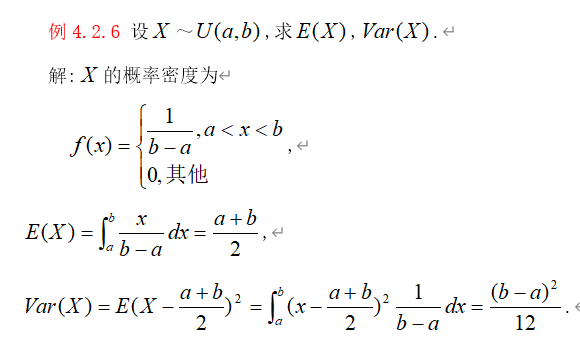 例 4.2.6 设 X ~ U(a,b) ,求 E(X) , Var(X) . ↵
解: X 的概率密度为↵
f(x) = { 1/(b−a), a < x < b
0, 其他 , ↵
E(X) = ∫_a^b x/(b−a) dx = (a+b)/2 , ↵
Var(X) = E(X − (a+b)/2)² = ∫_a^b (x − (a+b)/2)² 1/(b−a) dx = (b−a)²/12 . ↵